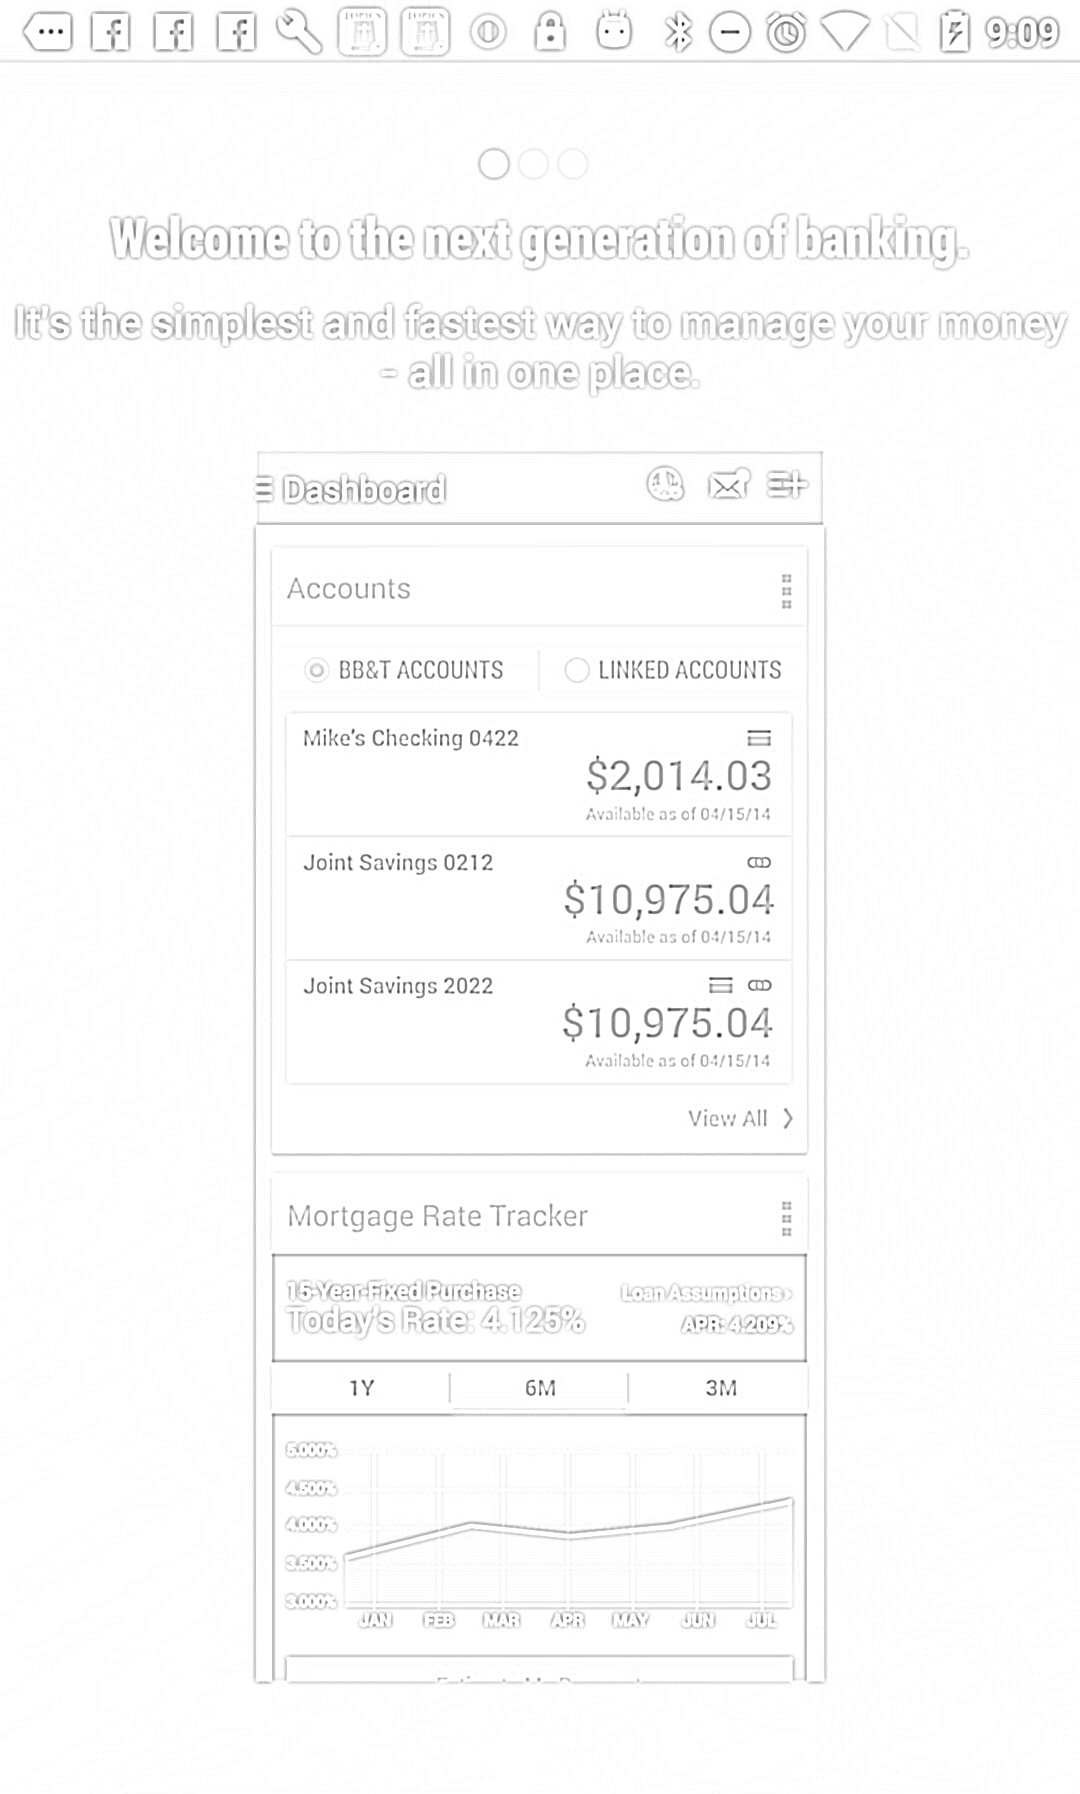 9:09
Welcome to the next generation of banking.
It's the simplest and fastest way to manage your money
- all in one place.
Dashboard
Accounts
BB&T ACCOUNTS LINKED ACCOUNTS
Mike's Checking 0422
$2,014.03
Available as of 04/15/14
Joint Savings 0212
$10,975.04
Available as of 04/15/14
Joint Savings 2022
$10,975.04
Available as of 04/15/14
View All
Mortgage Rate Tracker
15-Year-Fixed Purchase Loan Assumptions ›
Today's Rate: 4.125% APR: 4.209%
1Y 6M 3M
5.000%
4.500%
4.000%
3.500%
3.000%
JAN FEB MAR APR MAY JUN JUL